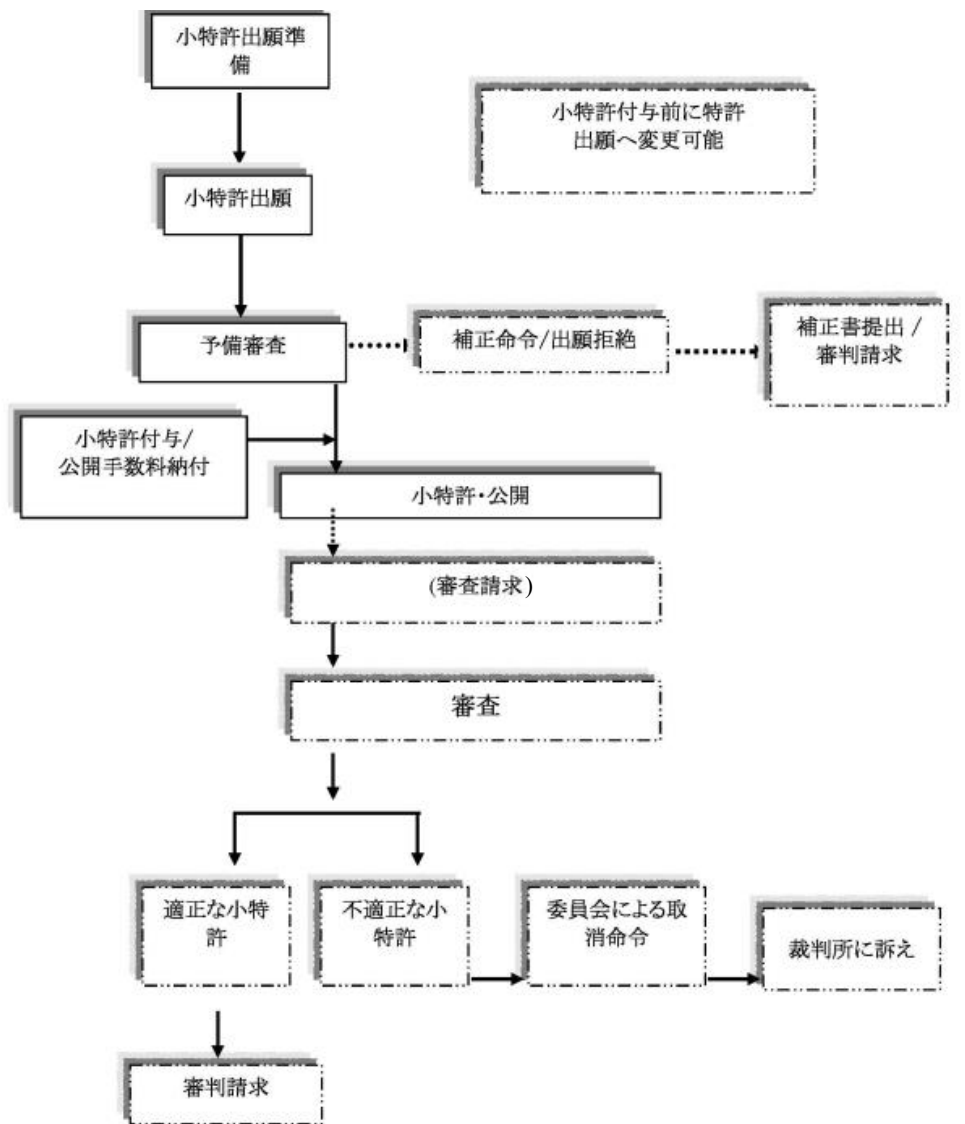 小特許出願準
備
小特許付与前に特許
出願へ変更可能
小特許出願
予備審査
補正命令/出願拒絶
補正書提出 /
審判請求
小特許付与/
公開手数料納付
小特許・公開
(審査請求)
審査
適正な小特
許
不適正な小
特許
委員会による取
消命令
裁判所に訴え
審判請求